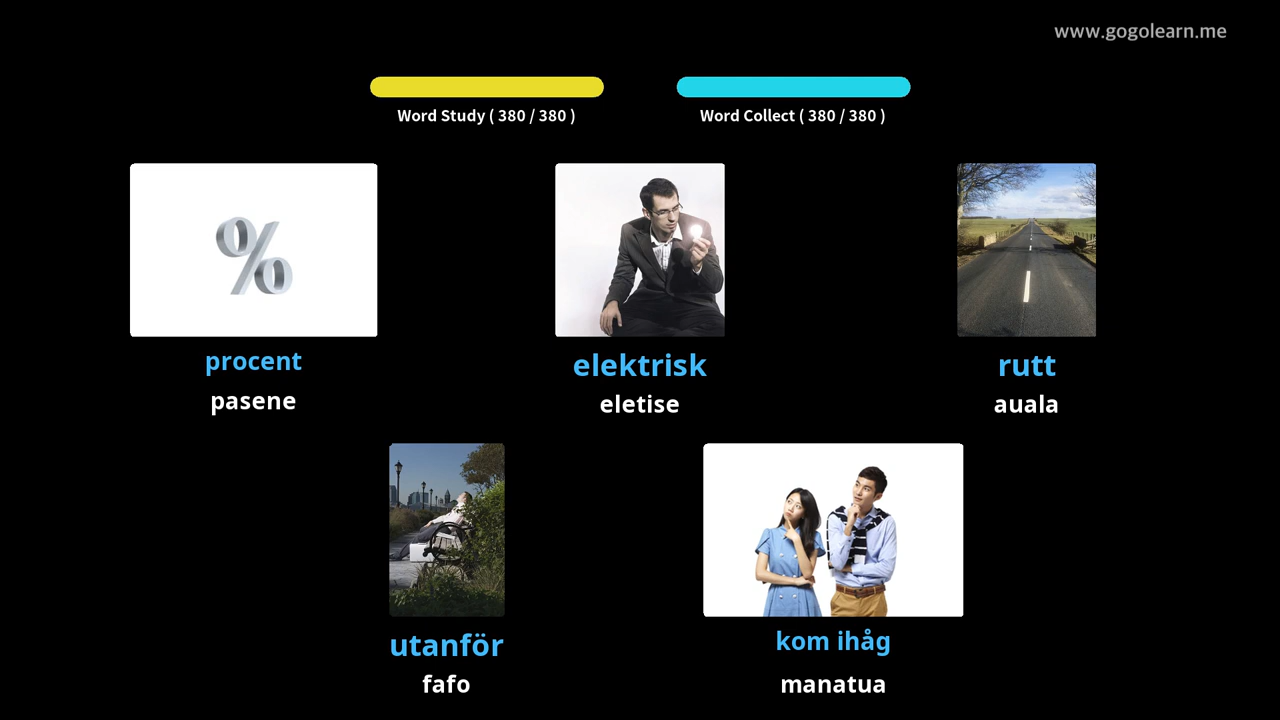 www.gogolearn.me
Word Study ( 380 / 380 )
Word Collect ( 380 / 380 )
%
procent
pasene
elektrisk
eletise
rutt
auala
utanför
fafo
kom ihåg
manatua